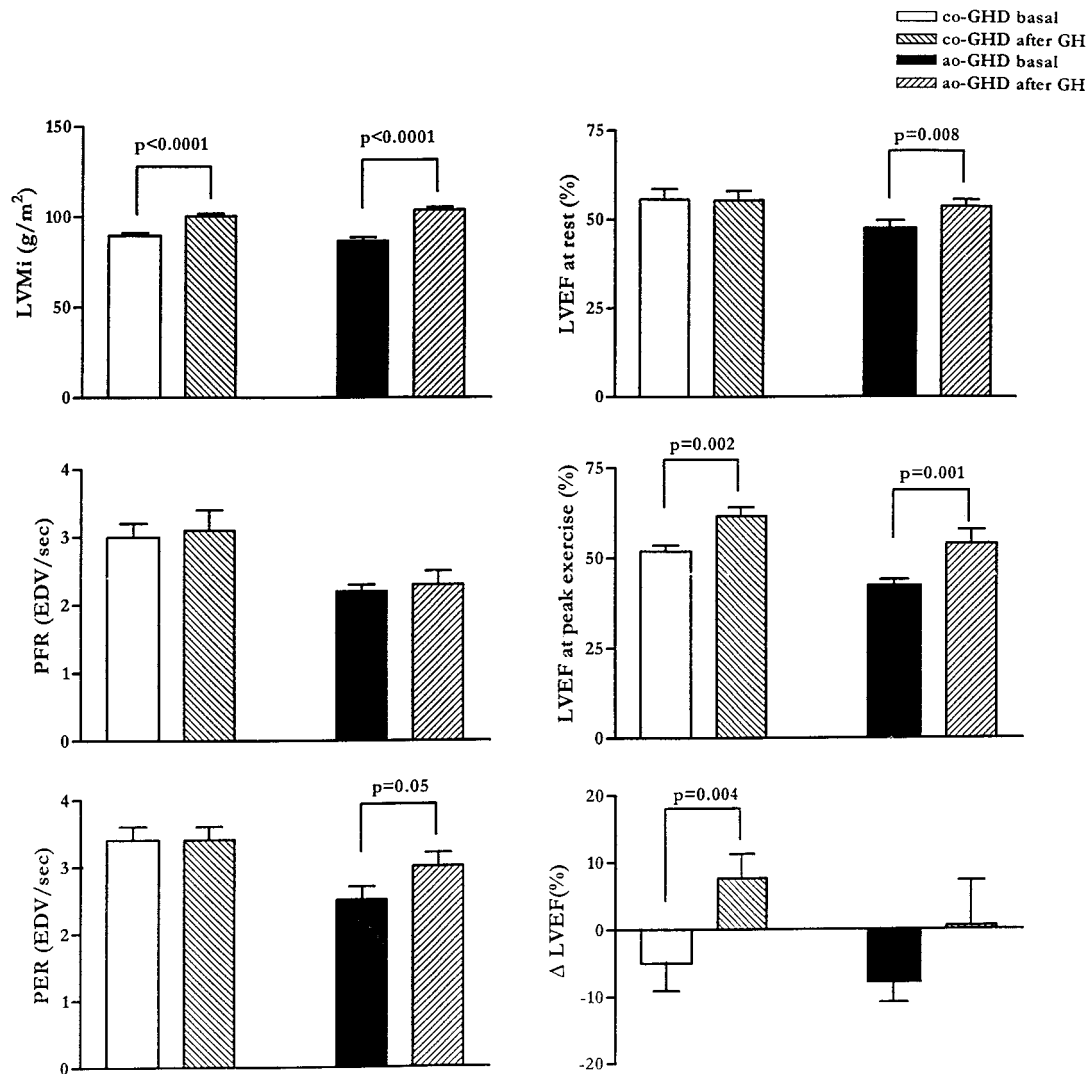 co-GHD basal
co-GHD after GH
ao-GHD basal
ao-GHD after GH
LVMi (g/m²)
150
100
50
0
p<0.0001
p<0.0001
LVEF at rest (%)
75
50
25
0
p=0.008
PFR (EDV/sec)
4
3
2
1
0
LVEF at peak exercise (%)
75
50
25
0
p=0.002
p=0.001
PER (EDV/sec)
4
3
2
1
0
p=0.05
Δ LVEF(%)
20
10
0
-10
-20
p=0.004